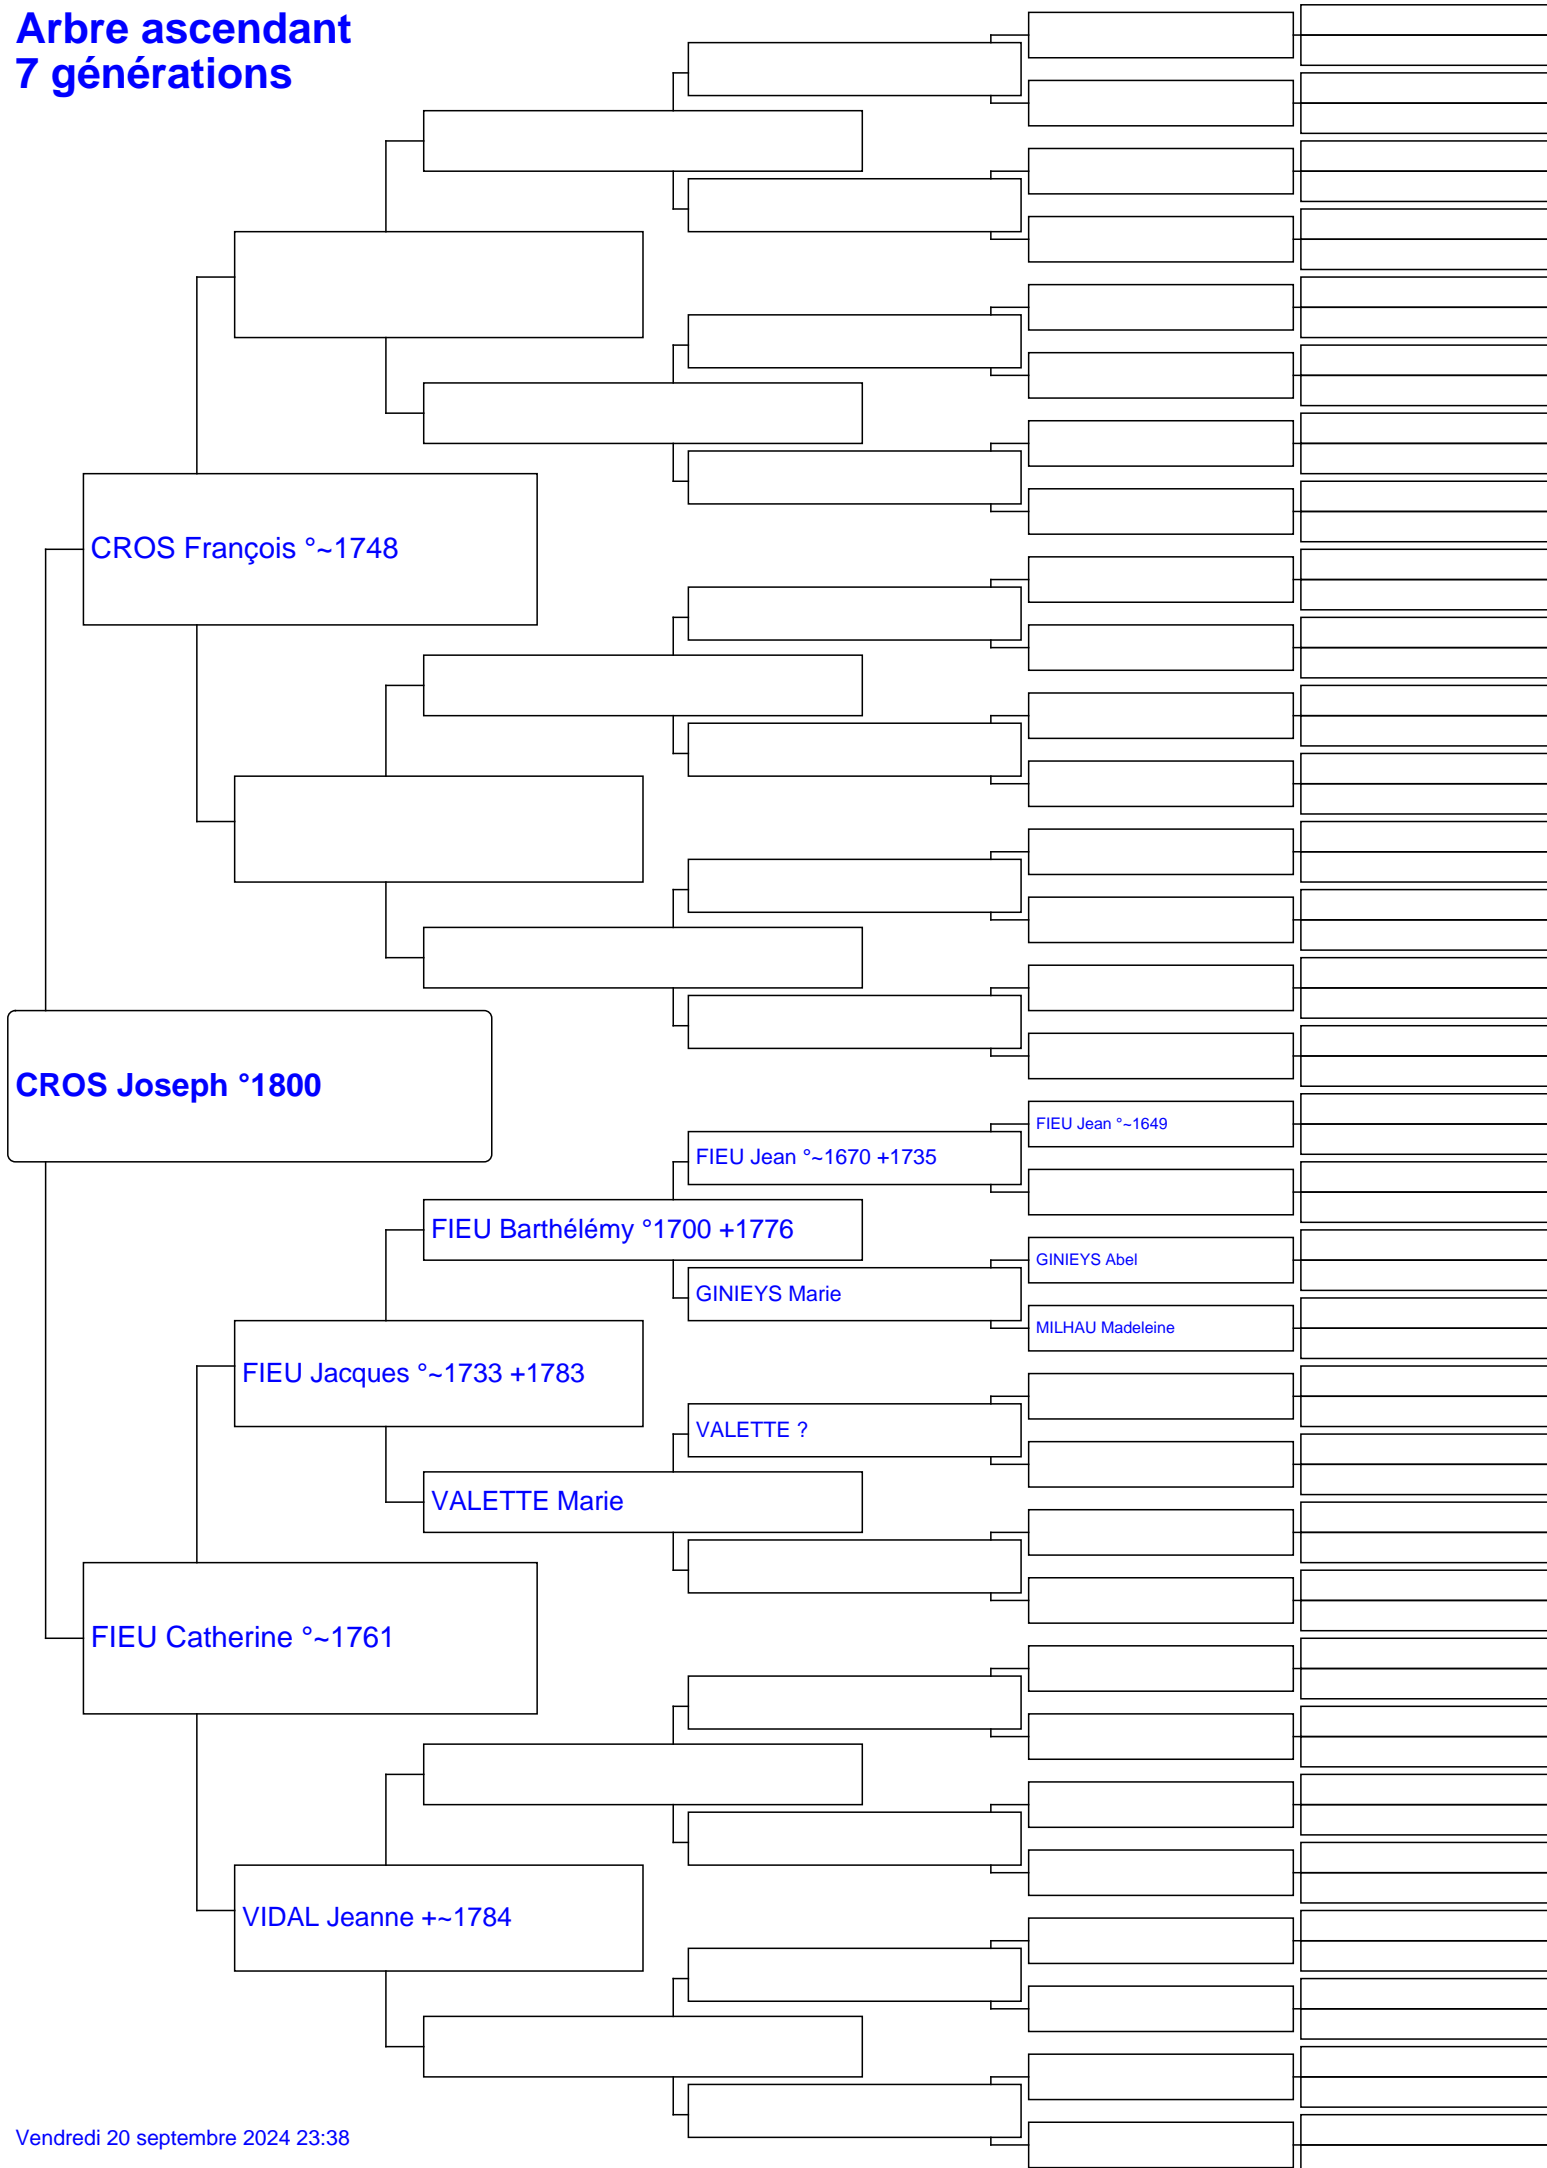 Arbre ascendant
7 générations
CROS François °~1748
CROS Joseph °1800
FIEU Jean °~1649
FIEU Jean °~1670 +1735
FIEU Barthélémy °1700 +1776
GINIEYS Abel
GINIEYS Marie
MILHAU Madeleine
FIEU Jacques °~1733 +1783
VALETTE ?
VALETTE Marie
FIEU Catherine °~1761
VIDAL Jeanne +~1784
Vendredi 20 septembre 2024 23:38